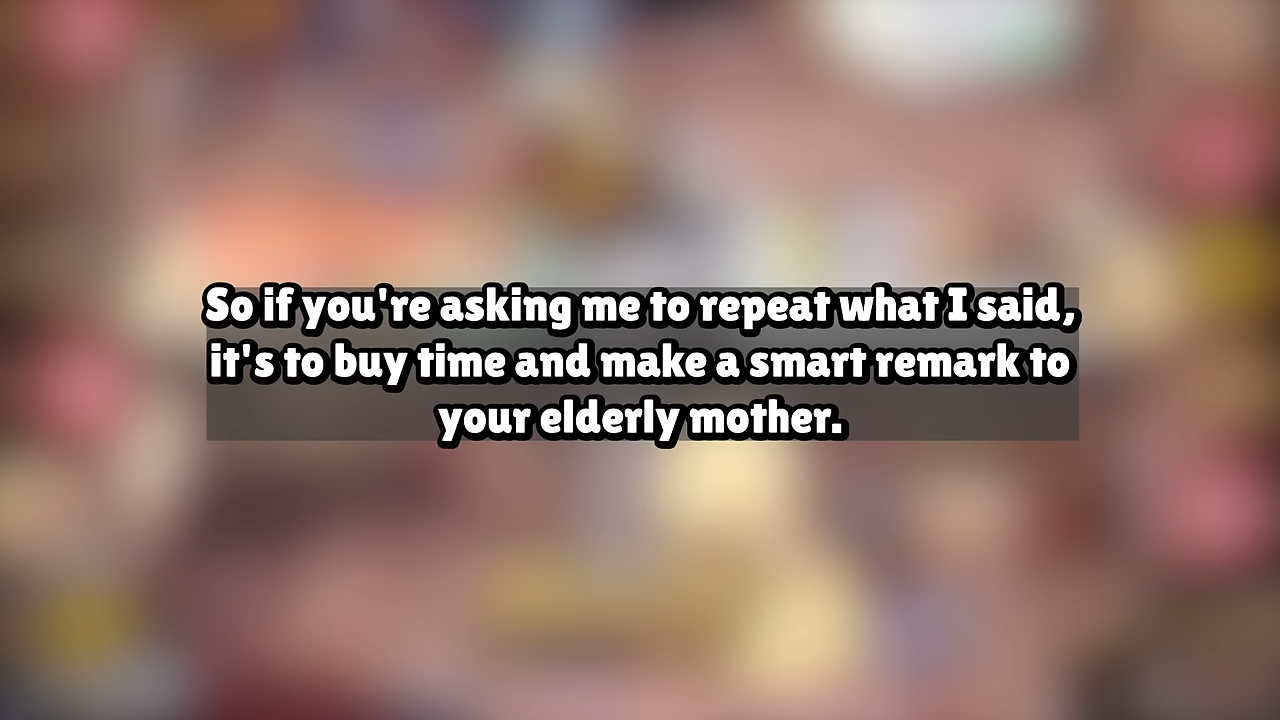 So if you're asking me to repeat what I said,
it's to buy time and make a smart remark to
your elderly mother.